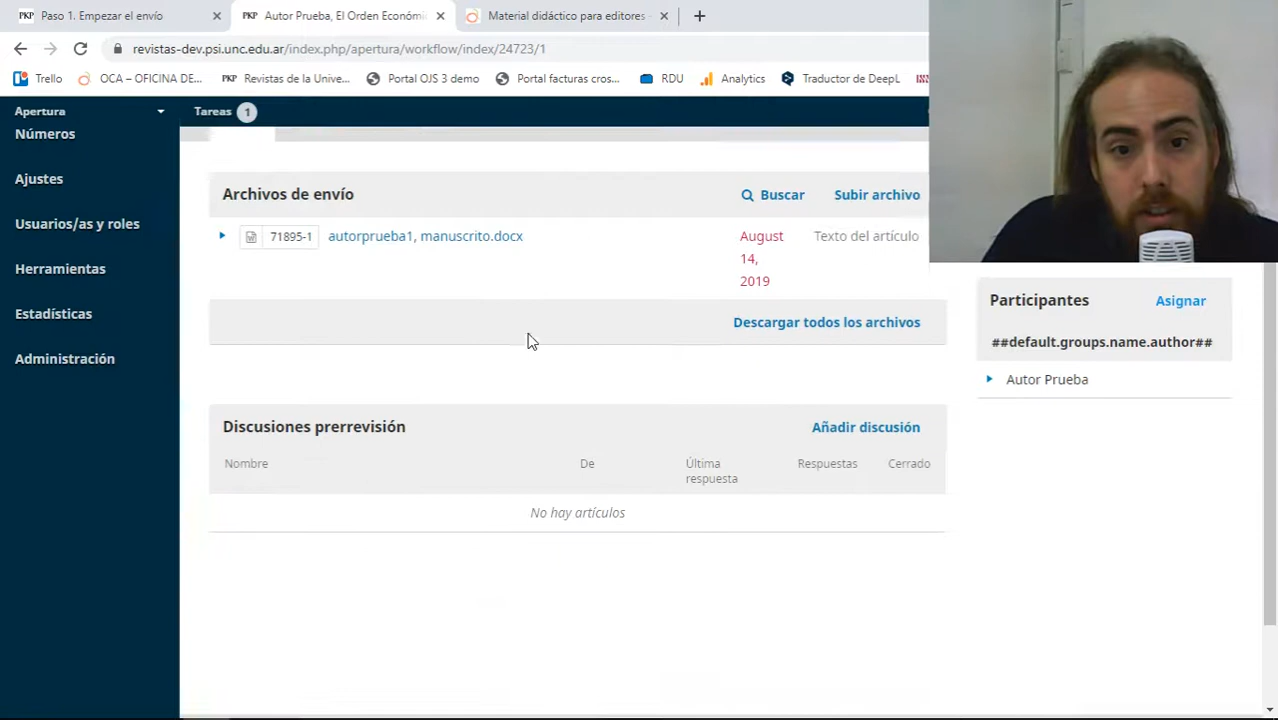 PKP Paso 1. Empezar el envío
PKP Autor Prueba, El Orden Económi
Material didáctico para editores
revistas-dev.psi.unc.edu.ar/index.php/apertura/workflow/index/24723/1
Trello OCA – OFICINA DE... PKP Revistas de la Unive... Portal OJS 3 demo Portal facturas cros... RDU Analytics Traductor de DeepL
Apertura Tareas 1
Números
Ajustes
Usuarios/as y roles
Herramientas
Estadísticas
Administración
Archivos de envío Buscar Subir archivo
71895-1 autorprueba1, manuscrito.docx August 14, 2019 Texto del artículo
Descargar todos los archivos
Discusiones prerrevisión Añadir discusión
Nombre De Última respuesta Respuestas Cerrado
No hay artículos
Participantes Asignar
##default.groups.name.author##
Autor Prueba